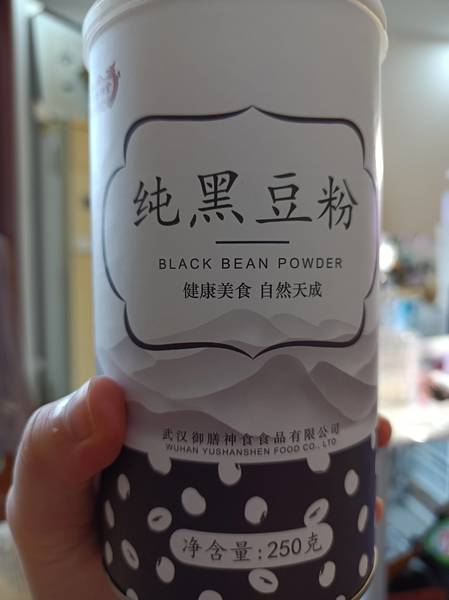 纯黑豆粉
BLACK BEAN POWDER
健康美食 自然天成
武汉御膳神食食品有限公司
WUHAN YUSHANSHEN FOOD CO., LTD
净含量:250克